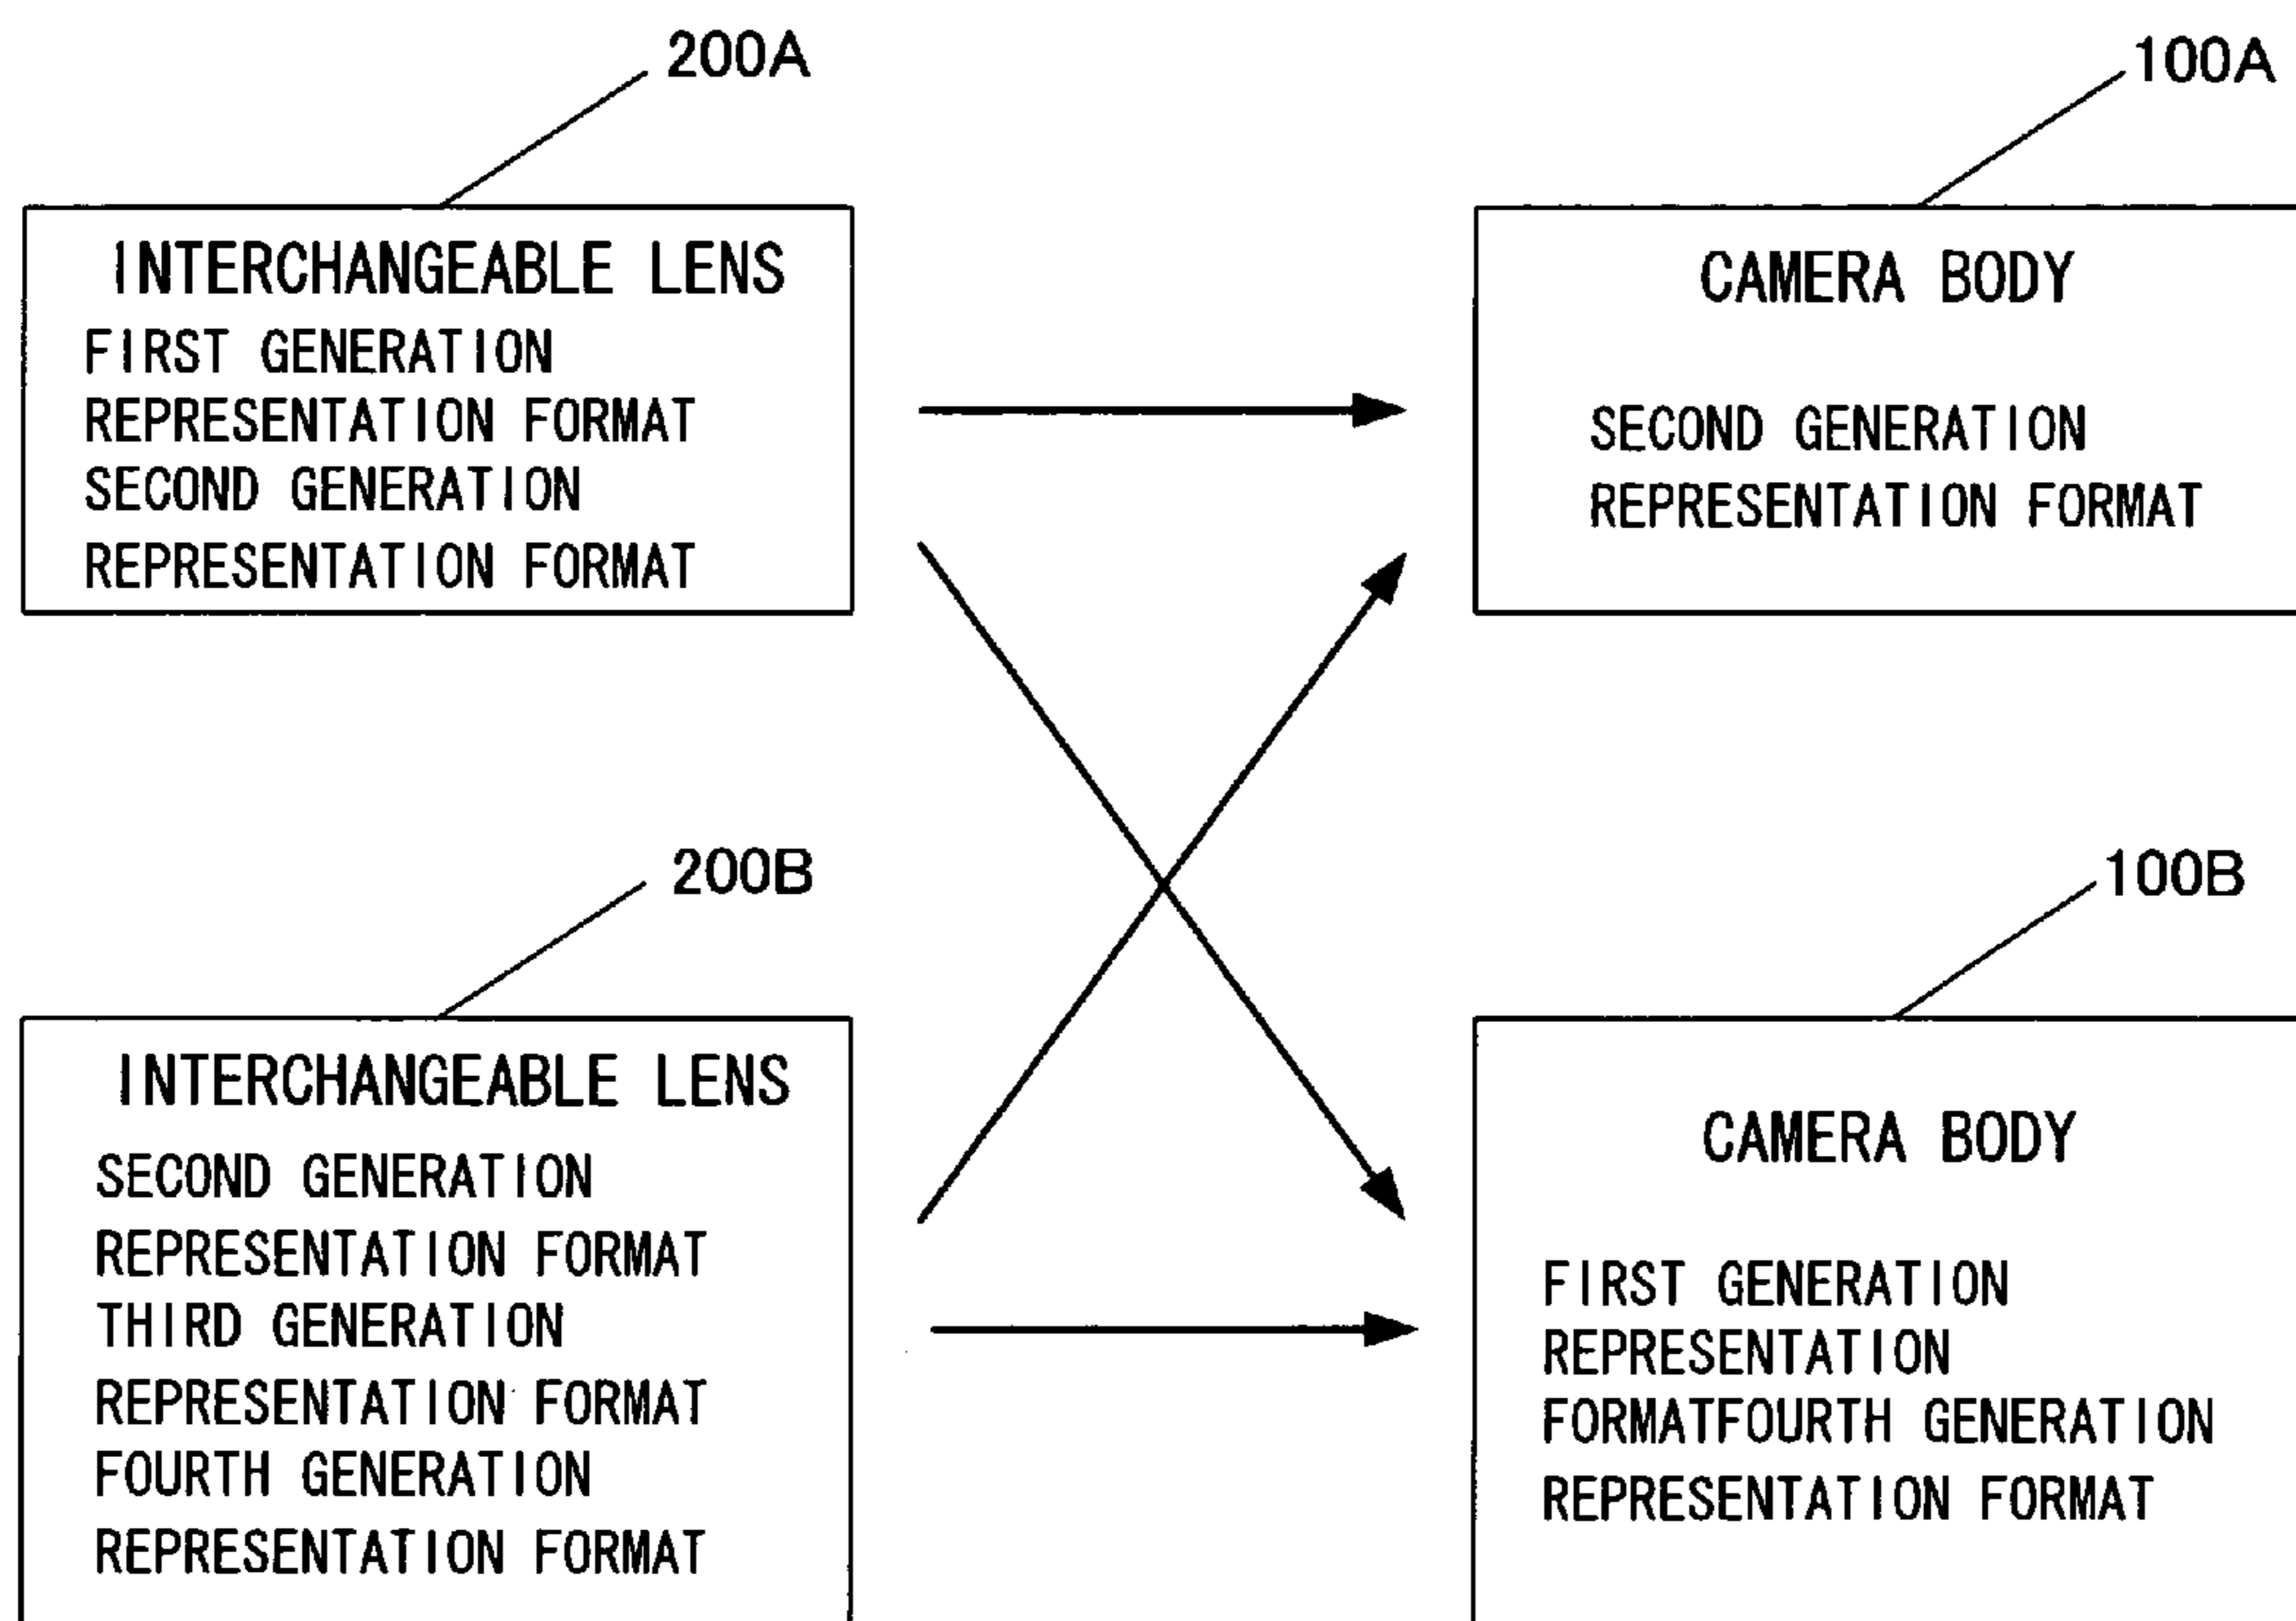 200A
INTERCHANGEABLE LENS
FIRST GENERATION
REPRESENTATION FORMAT
SECOND GENERATION
REPRESENTATION FORMAT
100A
CAMERA BODY
SECOND GENERATION
REPRESENTATION FORMAT
200B
INTERCHANGEABLE LENS
SECOND GENERATION
REPRESENTATION FORMAT
THIRD GENERATION
REPRESENTATION FORMAT
FOURTH GENERATION
REPRESENTATION FORMAT
100B
CAMERA BODY
FIRST GENERATION
REPRESENTATION
FORMATFOURTH GENERATION
REPRESENTATION FORMAT